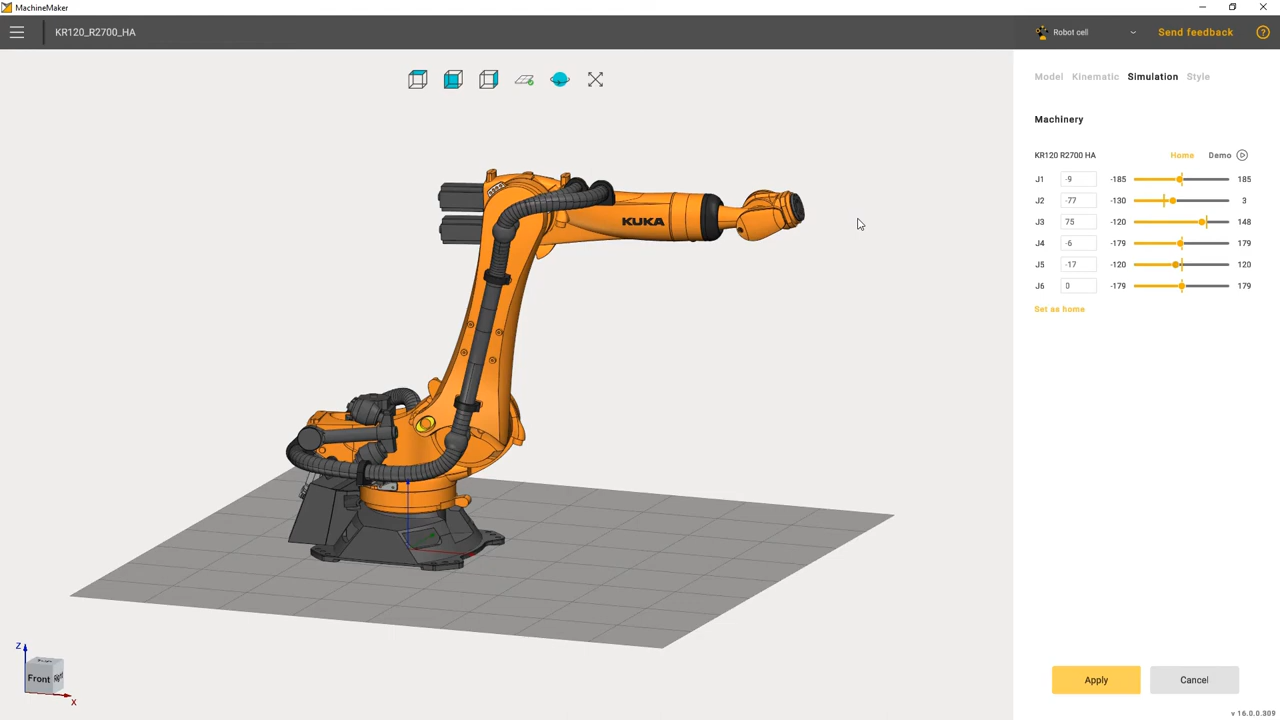 MachineMaker
KR120_R2700_HA
Robot cell
Send feedback
?
Model Kinematic Simulation Style
Machinery
KR120 R2700 HA Home Demo
J1 -9 -185 185
J2 -77 -130 3
J3 75 -120 148
J4 -6 -179 179
J5 -17 -120 120
J6 0 -179 179
Set as home
KUKA
Z
Front
X
Apply Cancel
v 16.0.0.309